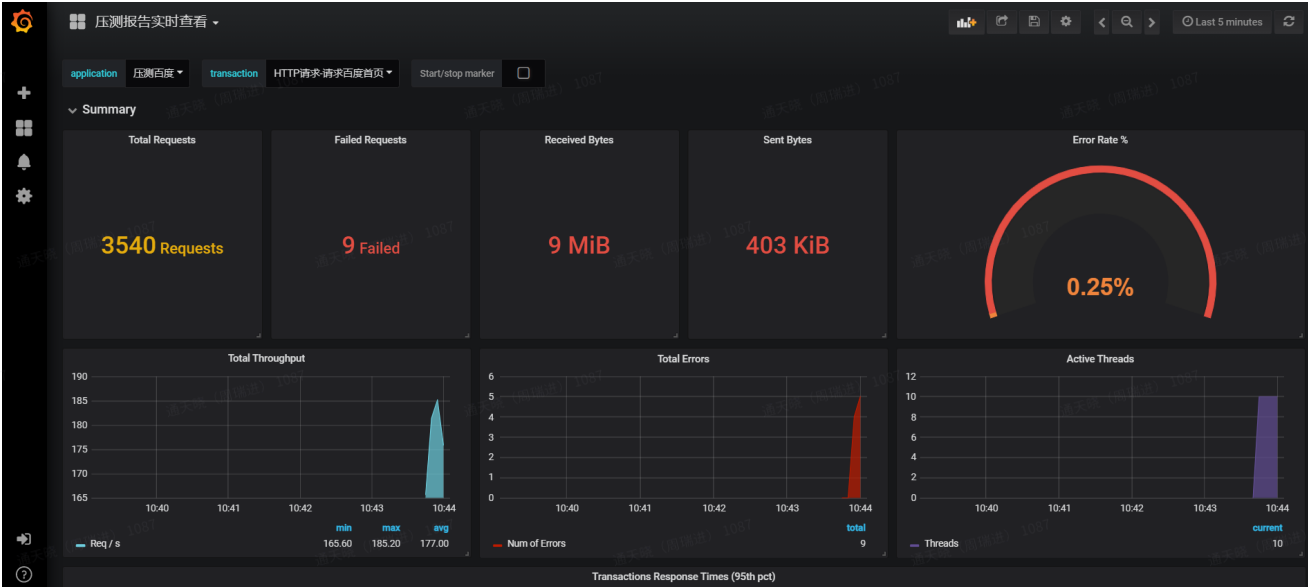 压测报告实时查看
Last 5 minutes
application 压测百度 transaction HTTP请求-请求百度首页 Start/stop marker
Summary
Total Requests
3540 Requests
Failed Requests
9 Failed
Received Bytes
9 MiB
Sent Bytes
403 KiB
Error Rate %
0.25%
Total Throughput
190
185
180
175
170
165
10:40 10:41 10:42 10:43 10:44
min max avg
Req / s 165.60 185.20 177.00
Total Errors
6
5
4
3
2
1
0
10:40 10:41 10:42 10:43 10:44
total
Num of Errors 9
Active Threads
12
10
8
6
4
2
0
10:40 10:41 10:42 10:43 10:44
current
Threads 10
Transactions Response Times (95th pct)